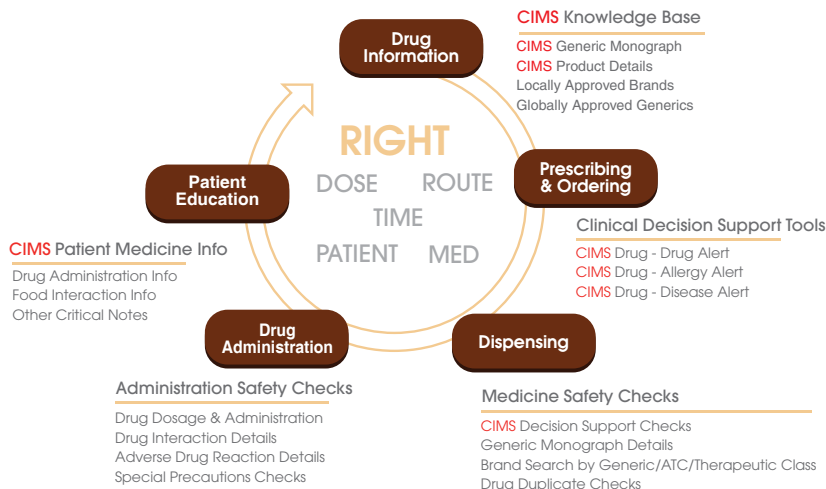 Drug
Information
CIMS Knowledge Base
CIMS Generic Monograph
CIMS Product Details
Locally Approved Brands
Globally Approved Generics
RIGHT
DOSE ROUTE
TIME
PATIENT MED
Prescribing
& Ordering
Clinical Decision Support Tools
CIMS Drug - Drug Alert
CIMS Drug - Allergy Alert
CIMS Drug - Disease Alert
Dispensing
Medicine Safety Checks
CIMS Decision Support Checks
Generic Monograph Details
Brand Search by Generic/ATC/Therapeutic Class
Drug Duplicate Checks
Drug
Administration
Administration Safety Checks
Drug Dosage & Administration
Drug Interaction Details
Adverse Drug Reaction Details
Special Precautions Checks
Patient
Education
CIMS Patient Medicine Info
Drug Administration Info
Food Interaction Info
Other Critical Notes